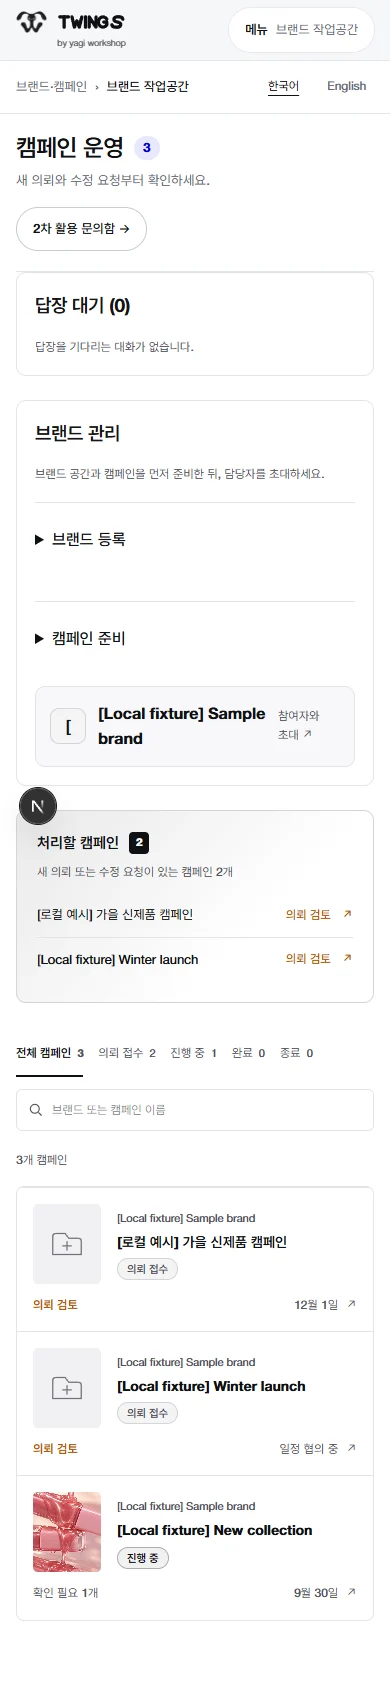 TWINGS
by yagi workshop
메뉴 브랜드 작업공간
브랜드·캠페인 › 브랜드 작업공간
한국어 English
캠페인 운영 3
새 의뢰와 수정 요청부터 확인하세요.
2차 활용 문의함 →
답장 대기 (0)
답장을 기다리는 대화가 없습니다.
브랜드 관리
브랜드 공간과 캠페인을 먼저 준비한 뒤, 담당자를 초대하세요.
▶ 브랜드 등록
▶ 캠페인 준비
[
[Local fixture] Sample
brand
참여자와
초대 ↗
N
처리할 캠페인 2
새 의뢰 또는 수정 요청이 있는 캠페인 2개
[로컬 예시] 가을 신제품 캠페인 의뢰 검토 ↗
[Local fixture] Winter launch 의뢰 검토 ↗
전체 캠페인 3 의뢰 접수 2 진행 중 1 완료 0 종료 0
브랜드 또는 캠페인 이름
3개 캠페인
[Local fixture] Sample brand
[로컬 예시] 가을 신제품 캠페인
의뢰 접수
의뢰 검토 12월 1일 ↗
[Local fixture] Sample brand
[Local fixture] Winter launch
의뢰 접수
의뢰 검토 일정 협의 중 ↗
[Local fixture] Sample brand
[Local fixture] New collection
진행 중
확인 필요 1개 9월 30일 ↗